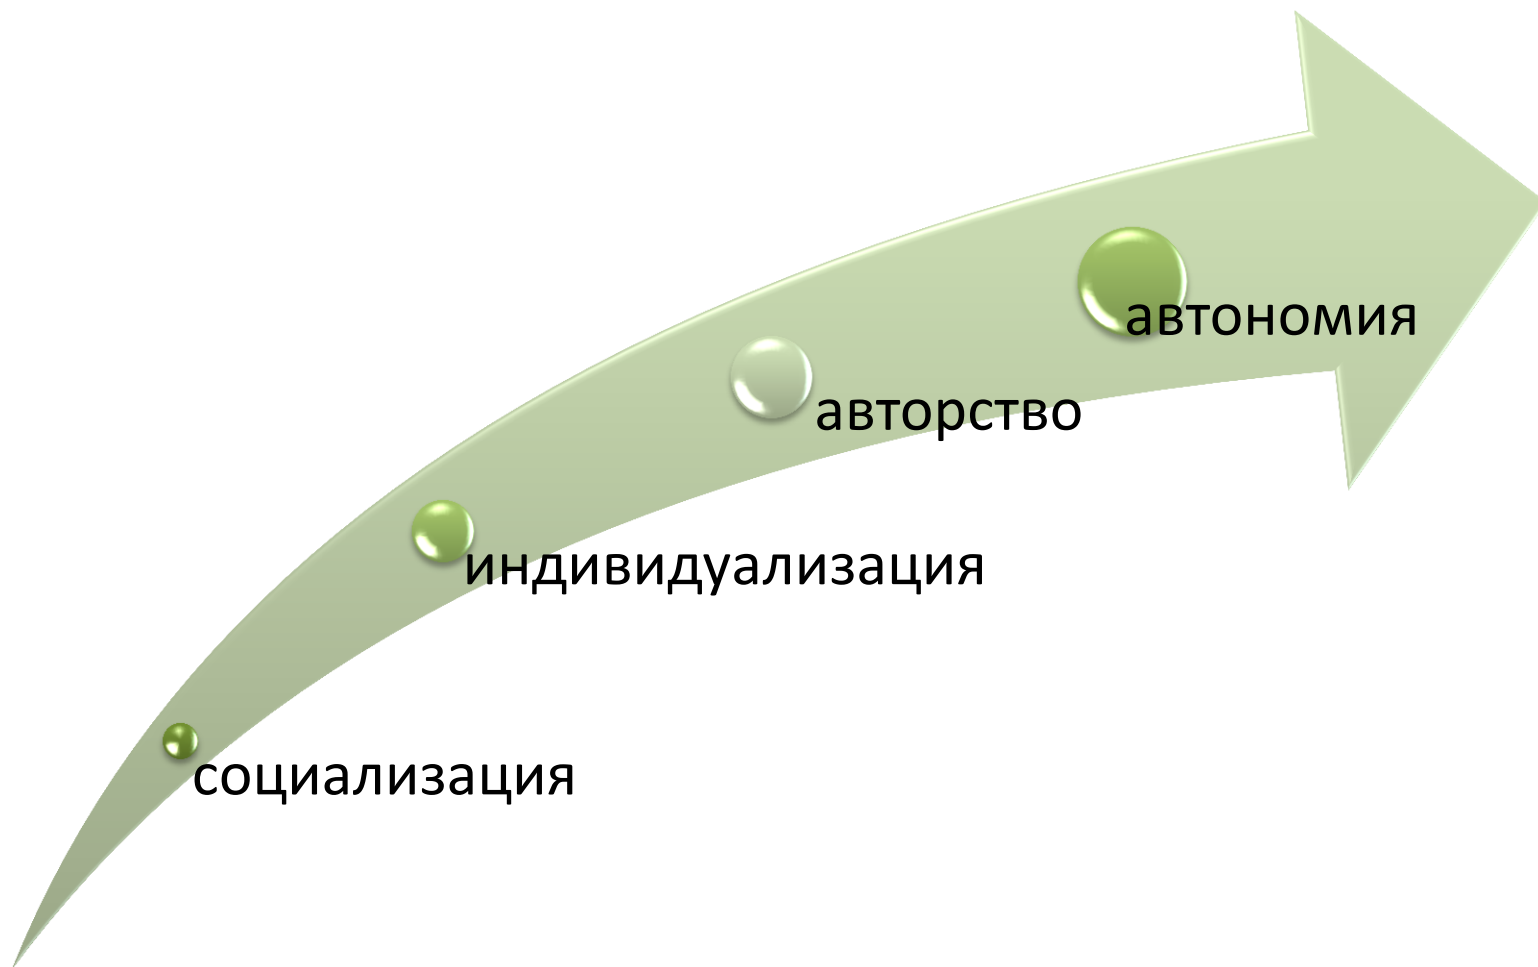 автономия
авторство
индивидуализация
социализация